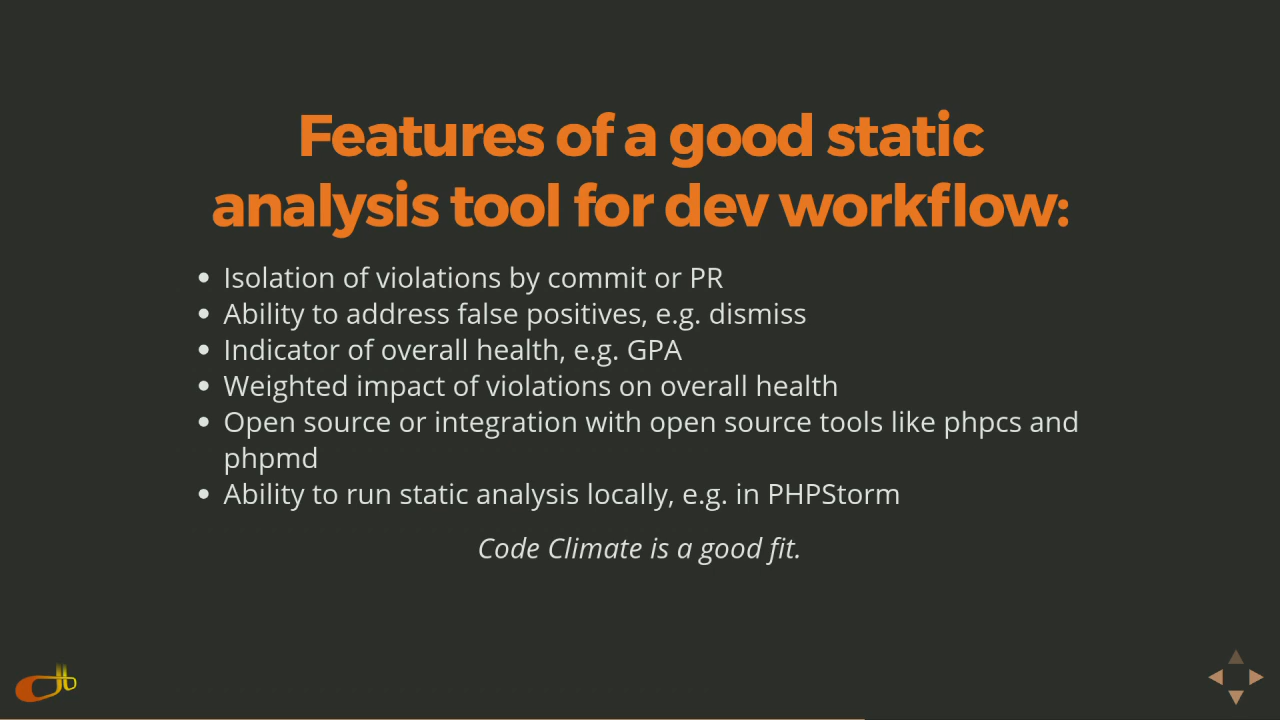 Features of a good static
analysis tool for dev workflow:
Isolation of violations by commit or PR
Ability to address false positives, e.g. dismiss
Indicator of overall health, e.g. GPA
Weighted impact of violations on overall health
Open source or integration with open source tools like phpcs and
phpmd
Ability to run static analysis locally, e.g. in PHPStorm
Code Climate is a good fit.